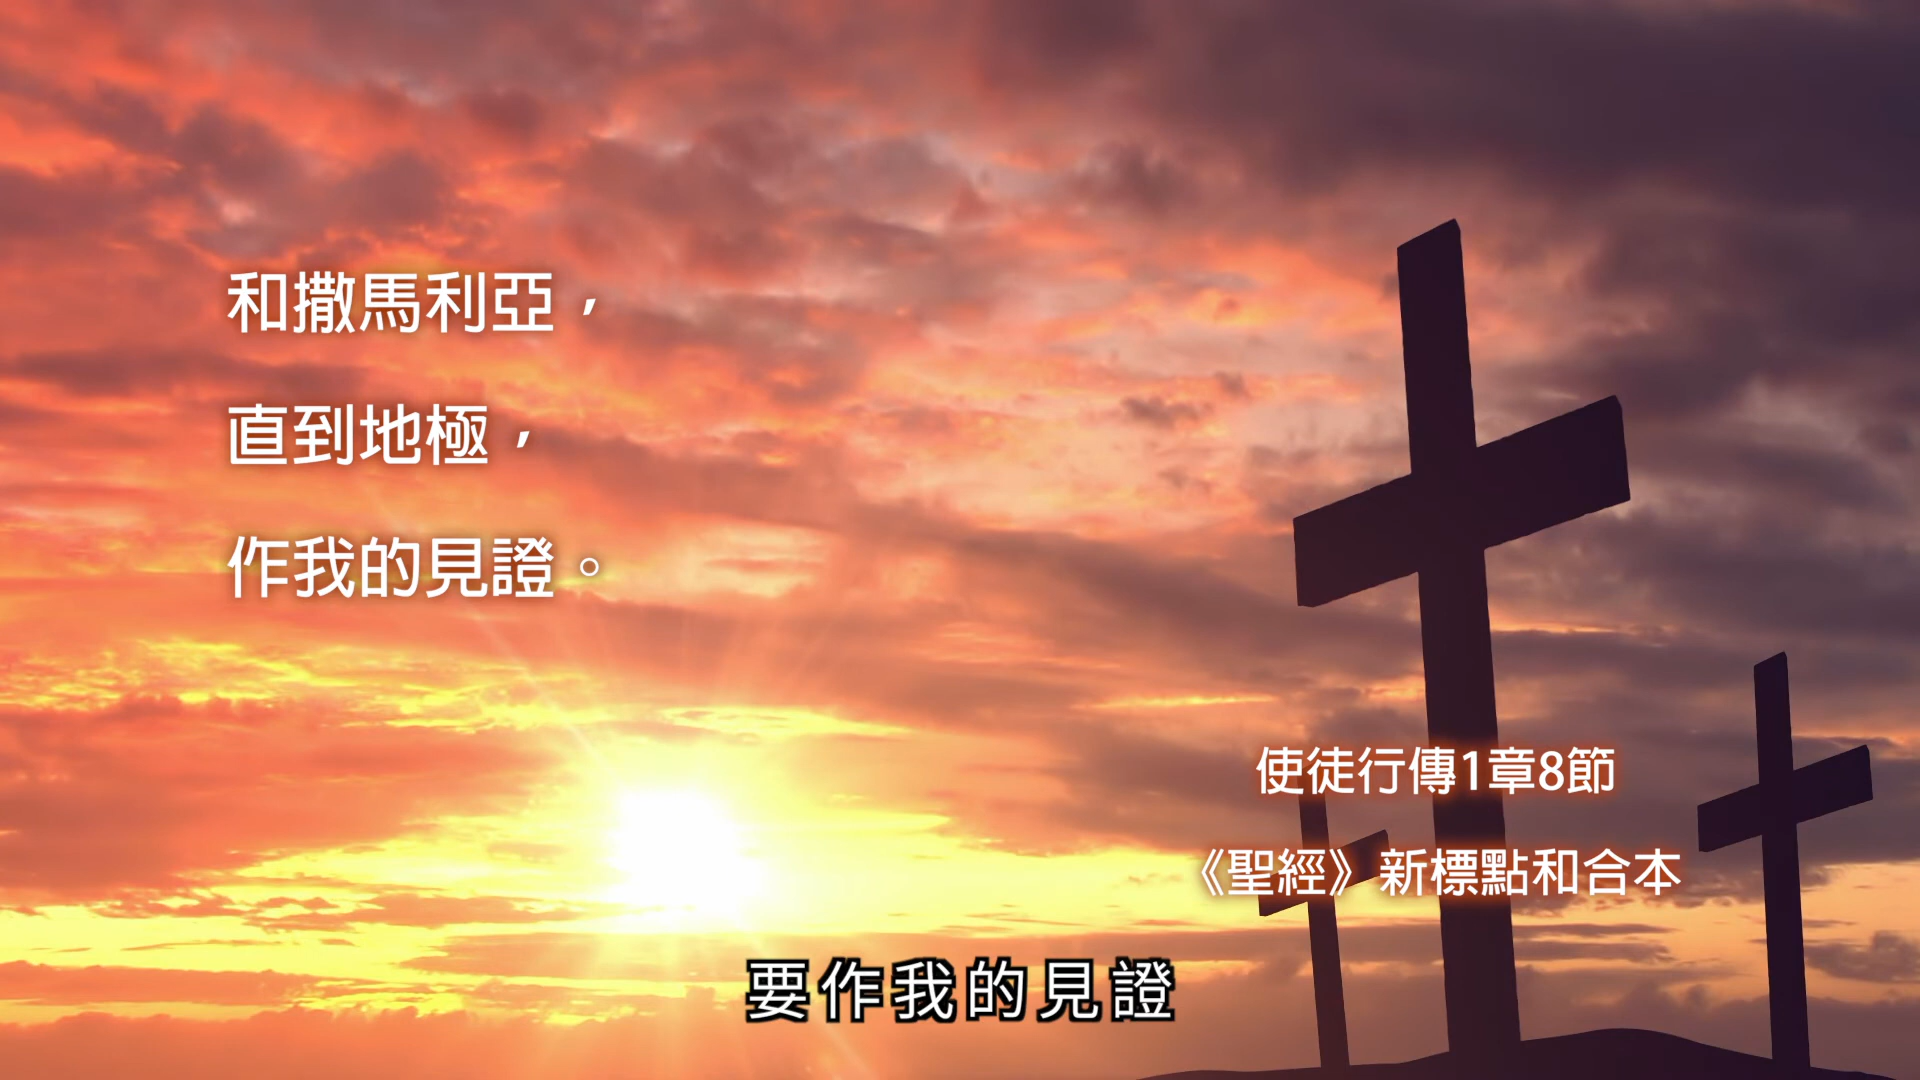 和撒馬利亞，
直到地極，
作我的見證。
使徒行傳1章8節
《聖經》新標點和合本
要作我的見證